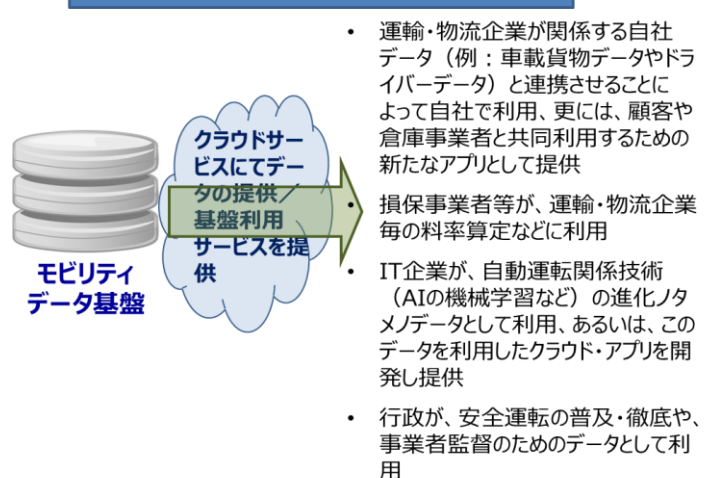 クラウドサー
ビスにてデー
タの提供／
基盤利用
サービスを提
供
モビリティ
データ基盤
• 運輸・物流企業が関係する自社
データ（例：車載貨物データやドラ
イバーデータ）と連携させることに
よって自社で利用、更には、顧客や
倉庫事業者と共同利用するための
新たなアプリとして提供
• 損保事業者等が、運輸・物流企業
毎の料率算定などに利用
• IT企業が、自動運転関係技術
（AIの機械学習など）の進化ノタ
メノデータとして利用、あるいは、この
データを利用したクラウド・アプリを開
発し提供
• 行政が、安全運転の普及・徹底や、
事業者監督のためのデータとして利
用